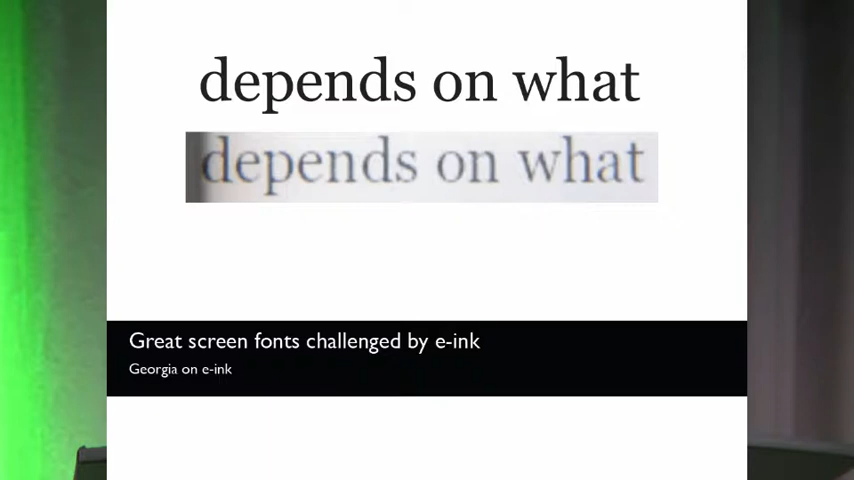 depends on what
depends on what
Great screen fonts challenged by e-ink
Georgia on e-ink